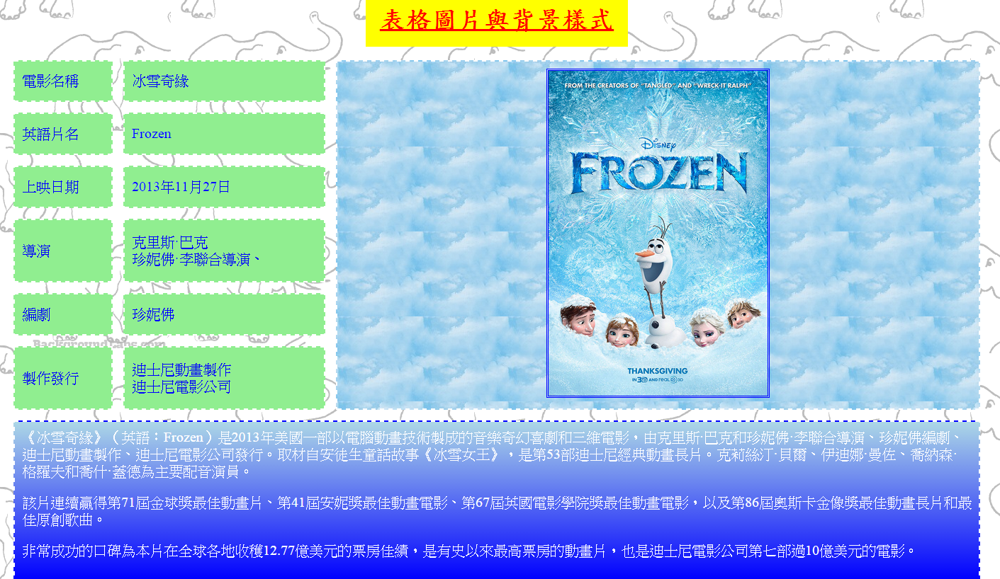 表格圖片與背景樣式
電影名稱
冰雪奇緣
英語片名
Frozen
上映日期
2013年11月27日
導演
克里斯·巴克
珍妮佛·李聯合導演、
編劇
珍妮佛
製作發行
迪士尼動畫製作
迪士尼電影公司
FROM THE CREATORS OF "TANGLED" AND "WRECK-IT RALPH"
DISNEY
FROZEN
THANKSGIVING
IN 3D AND REAL D 3D
BackgroundLabs.com
《冰雪奇緣》（英語：Frozen）是2013年美國一部以電腦動畫技術製成的音樂奇幻喜劇和三維電影，由克里斯·巴克和珍妮佛·李聯合導演、珍妮佛編劇、
迪士尼動畫製作、迪士尼電影公司發行。取材自安徒生童話故事《冰雪女王》，是第53部迪士尼經典動畫長片。克莉絲汀·貝爾、伊迪娜·曼佐、喬納森·
格羅夫和喬什·蓋德為主要配音演員。
該片連續贏得第71屆金球獎最佳動畫片、第41屆安妮獎最佳動畫電影、第67屆英國電影學院獎最佳動畫電影，以及第86屆奧斯卡金像獎最佳動畫長片和最
佳原創歌曲。
非常成功的口碑為本片在全球各地收穫12.77億美元的票房佳績，是有史以來最高票房的動畫片，也是迪士尼電影公司第七部過10億美元的電影。